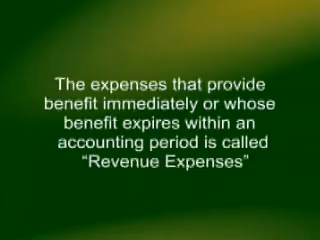 The expenses that provide
benefit immediately or whose
benefit expires within an
accounting period is called
“Revenue Expenses”